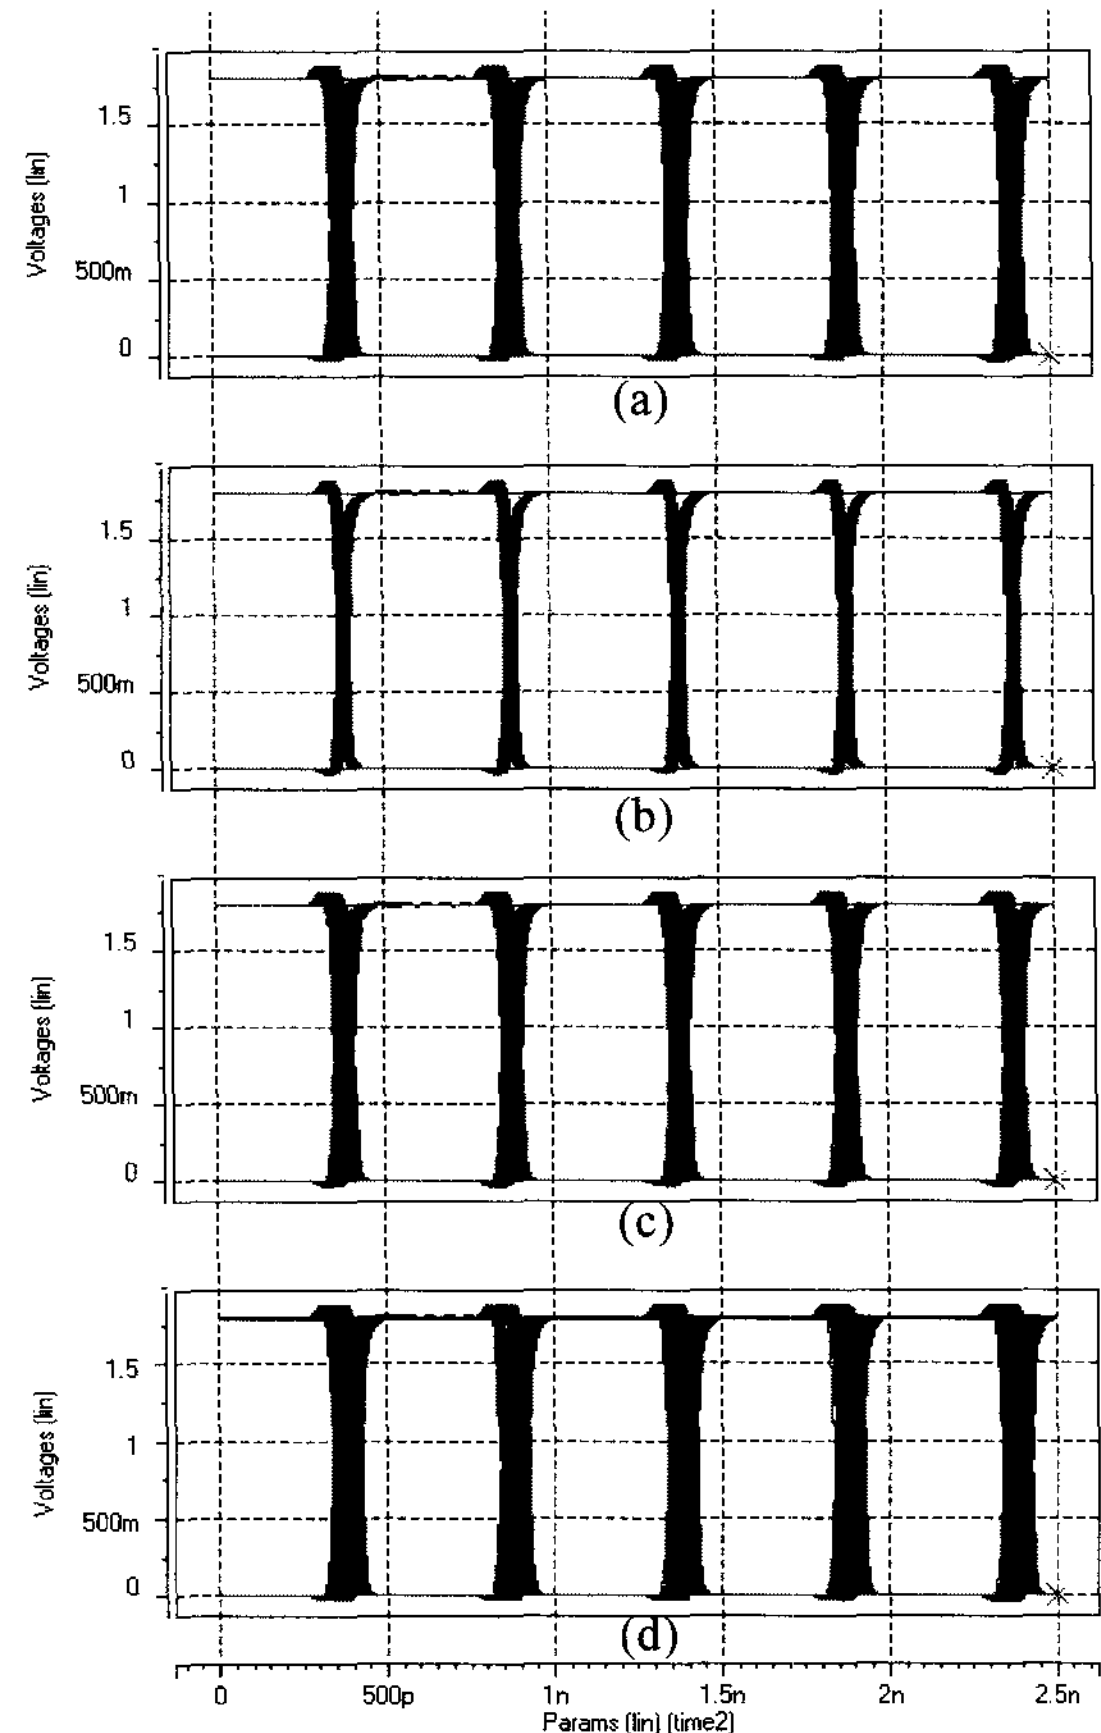 1.5
1
500m
0
Voltages (lin)
(a)
1.5
1
500m
0
Voltages (lin)
(b)
1.5
1
500m
0
Voltages (lin)
(c)
1.5
1
500m
0
Voltages (lin)
(d)
0 500p 1n 1.5n 2n 2.5n
Params (lin) (time2)